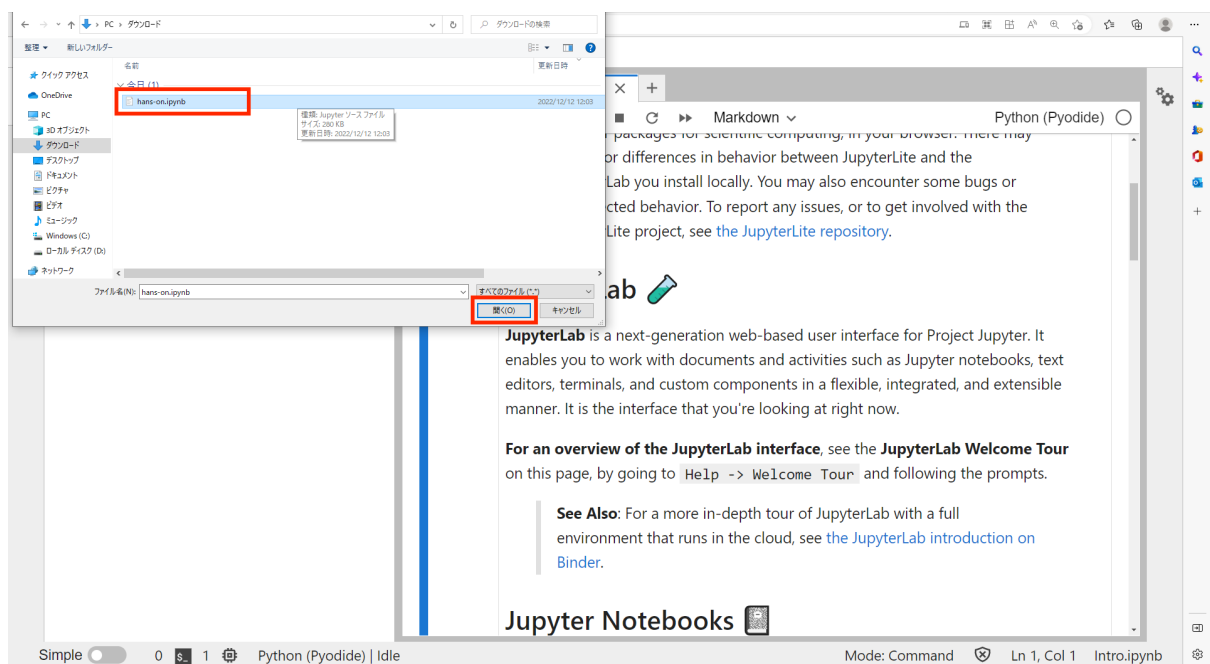 PC › ダウンロード
ダウンロードの検索
整理
新しいフォルダー
名前
更新日時
クイック アクセス
OneDrive
PC
3D オブジェクト
ダウンロード
デスクトップ
ドキュメント
ピクチャ
ビデオ
ミュージック
Windows (C:)
ローカル ディスク (D:)
ネットワーク
今日 (1)
hans-on.ipynb
2022/12/12 12:03
種類: Jupyter ソース ファイル
サイズ: 280 KB
更新日時: 2022/12/12 12:03
ファイル名(N):
hans-on.ipynb
すべてのファイル (*.*)
開く(O)
キャンセル
Markdown
Python (Pyodide)
packages for scientific computing, in your browser. There may
or differences in behavior between JupyterLite and the
Lab you install locally. You may also encounter some bugs or
cted behavior. To report any issues, or to get involved with the
Lite project, see the JupyterLite repository.
ab
JupyterLab is a next-generation web-based user interface for Project Jupyter. It
enables you to work with documents and activities such as Jupyter notebooks, text
editors, terminals, and custom components in a flexible, integrated, and extensible
manner. It is the interface that you're looking at right now.
For an overview of the JupyterLab interface, see the JupyterLab Welcome Tour
on this page, by going to Help -> Welcome Tour and following the prompts.
See Also: For a more in-depth tour of JupyterLab with a full
environment that runs in the cloud, see the JupyterLab introduction on
Binder.
Jupyter Notebooks
Simple
0
1
Python (Pyodide) | Idle
Mode: Command
Ln 1, Col 1
Intro.ipynb